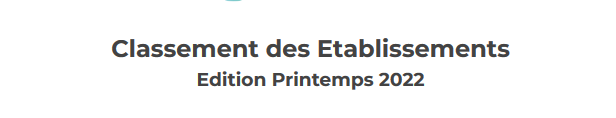 Classement des Etablissements
Edition Printemps 2022